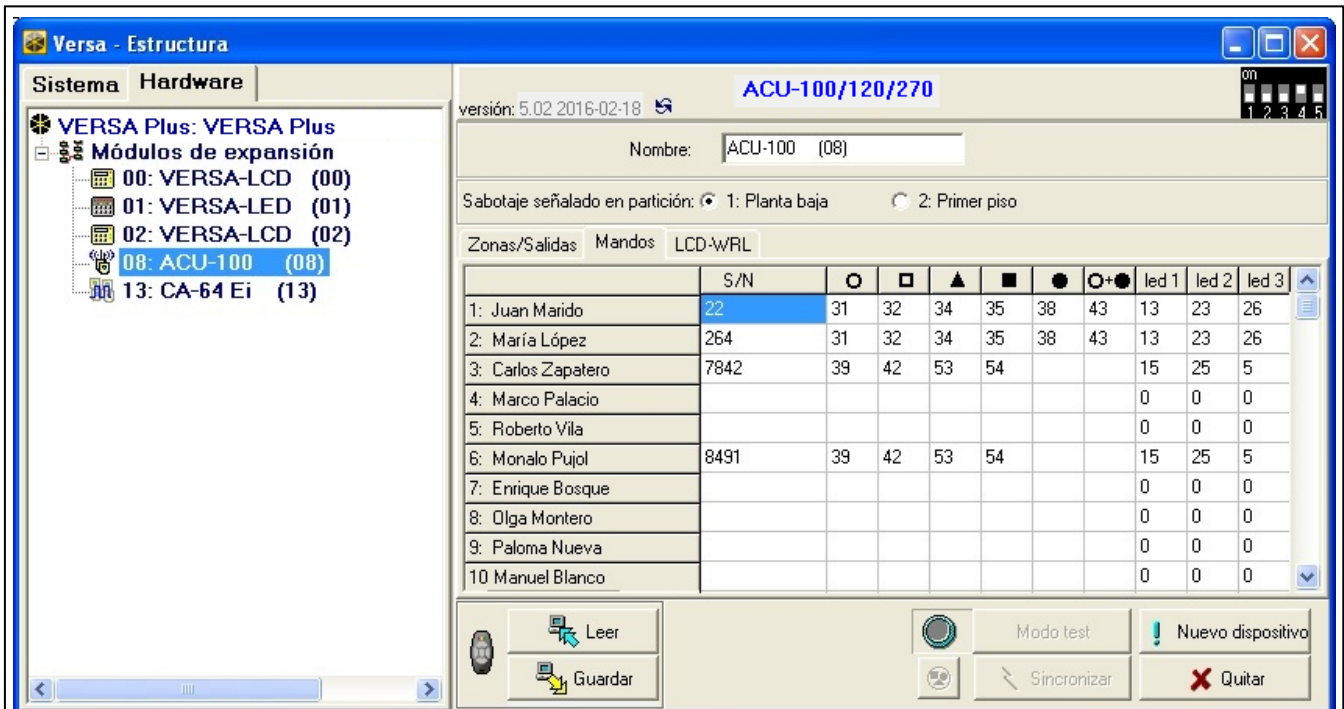 Versa - Estructura
Sistema Hardware
VERSA Plus: VERSA Plus
Módulos de expansión
00: VERSA-LCD (00)
01: VERSA-LED (01)
02: VERSA-LCD (02)
08: ACU-100 (08)
13: CA-64 Ei (13)
versión: 5.02 2016-02-18
ACU-100/120/270
on
1 2 3 4 5
Nombre: ACU-100 (08)
Sabotaje señalado en partición: 1: Planta baja 2: Primer piso
Zonas/Salidas Mandos LCD-WRL
S/N led 1 led 2 led 3
1: Juan Marido 22 31 32 34 35 38 43 13 23 26
2: María López 264 31 32 34 35 38 43 13 23 26
3: Carlos Zapatero 7842 39 42 53 54 15 25 5
4: Marco Palacio 0 0 0
5: Roberto Vila 0 0 0
6: Monalo Pujol 8491 39 42 53 54 15 25 5
7: Enrique Bosque 0 0 0
8: Olga Montero 0 0 0
9: Paloma Nueva 0 0 0
10 Manuel Blanco 0 0 0
Leer Modo test Nuevo dispositivo
Guardar Sincronizar Quitar